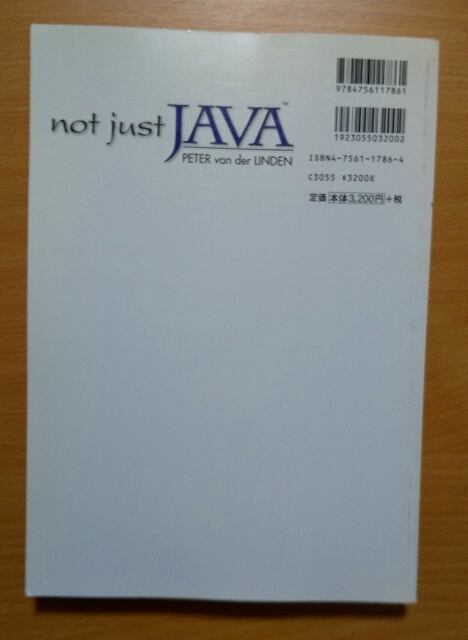 not just JAVA™
PETER van der LINDEN
9784756117861
1923055032002
ISBN4-7561-1786-4
C3055 ¥3200E
定価 本体3,200円 +税